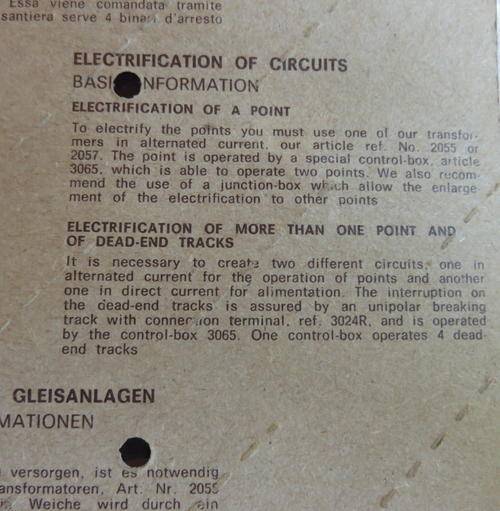 Essa viene comandata tramite
santiera serve 4 binari d'arresto
ELECTRIFICATION OF CIRCUITS
BASIC INFORMATION
ELECTRIFICATION OF A POINT
To electrify the points you must use one of our transfor-
mers in alternated current, our article ref. No. 2055 or
2057. The point is operated by a special control-box, article
3065, which is able to operate two points. We also recom-
mend the use of a junction-box which allow the enlarge-
ment of the electrification to other points
ELECTRIFICATION OF MORE THAN ONE POINT AND
OF DEAD-END TRACKS
It is necessary to create two different circuits, one in
alternated current for the operation of points and another
one in direct current for alimentation. The interruption on
the dead-end tracks is assured by an unipolar breaking
track with connection terminal, ref. 3024R, and is operated
by the control-box 3065. One control-box operates 4 dead-
end tracks
GLEISANLAGEN
MATIONEN
versorgen, ist es notwendig
ansformatoren, Art. Nr. 2055
Weiche wird durch ein